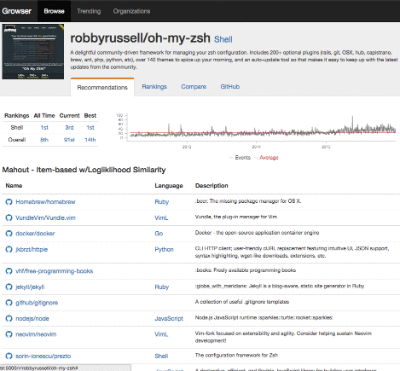 Growser Browse Trending Organizations
robbyrussell/oh-my-zsh Shell
A delightful community-driven framework for managing your zsh configuration. Includes 200+ optional plugins (rails, git, OSX, hub, capistrano,
brew, ant, php, python, etc), over 140 themes to spice up your morning, and an auto-update tool so that makes it easy to keep up with the latest
updates from the community.
Recommendations Rankings Compare GitHub
Rankings All Time Current Best
Shell 1st 3rd 1st
Overall 8th 91st 14th
2013 2014 2015
Events Average
Mahout - Item-based w/Logliklihood Similarity
Name Language Description
Homebrew/homebrew Ruby :beer: The missing package manager for OS X.
VundleVim/Vundle.vim VimL Vundle, the plug-in manager for Vim
docker/docker Go Docker - the open source application container engine
jkbrzt/httpie Python CLI HTTP client; user-friendly cURL replacement featuring intuitive UI, JSON support,
syntax highlighting, wget-like downloads, extensions, etc.
vhf/free-programming-books :books: Freely available programming books
jekyll/jekyll Ruby :globe_with_meridians: Jekyll is a blog-aware, static site generator in Ruby
github/gitignore A collection of useful .gitignore templates
nodejs/node JavaScript Node.js JavaScript runtime :sparkles::turtle::rocket::sparkles:
neovim/neovim VimL Vim-fork focused on extensibility and agility. Consider helping sustain Neovim
development!
sorin-ionescu/prezto Shell The configuration framework for Zsh